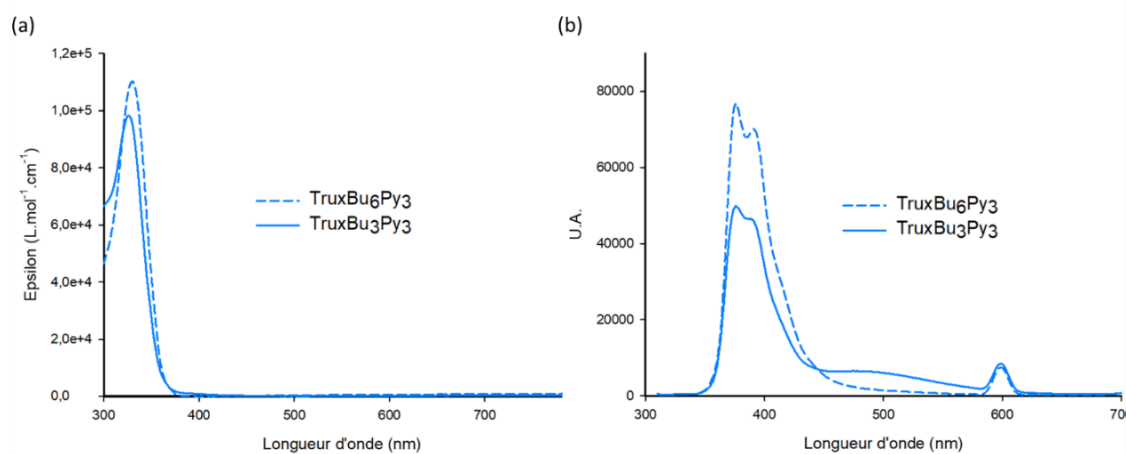 (a)
1,2e+5
1,0e+5
8,0e+4
6,0e+4
4,0e+4
2,0e+4
0,0
Epsilon (L.mol⁻¹.cm⁻¹)
TruxBu₆Py₃
TruxBu₃Py₃
300 400 500 600 700
Longueur d'onde (nm)
(b)
80000
60000
40000
20000
0
U.A.
TruxBu₆Py₃
TruxBu₃Py₃
300 400 500 600 700
Longueur d'onde (nm)